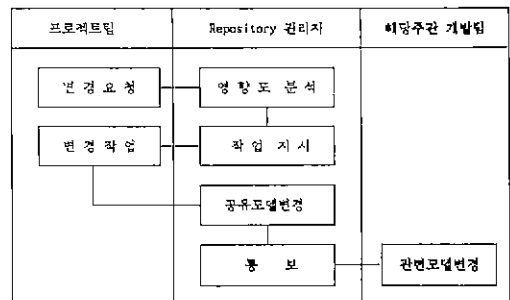 프로젝트팀 Repository 관리자 해당주관 개발팀
변경요청 영향도 분석
변경작업 작업 지시
공유모델변경
통 보 관련모델변경